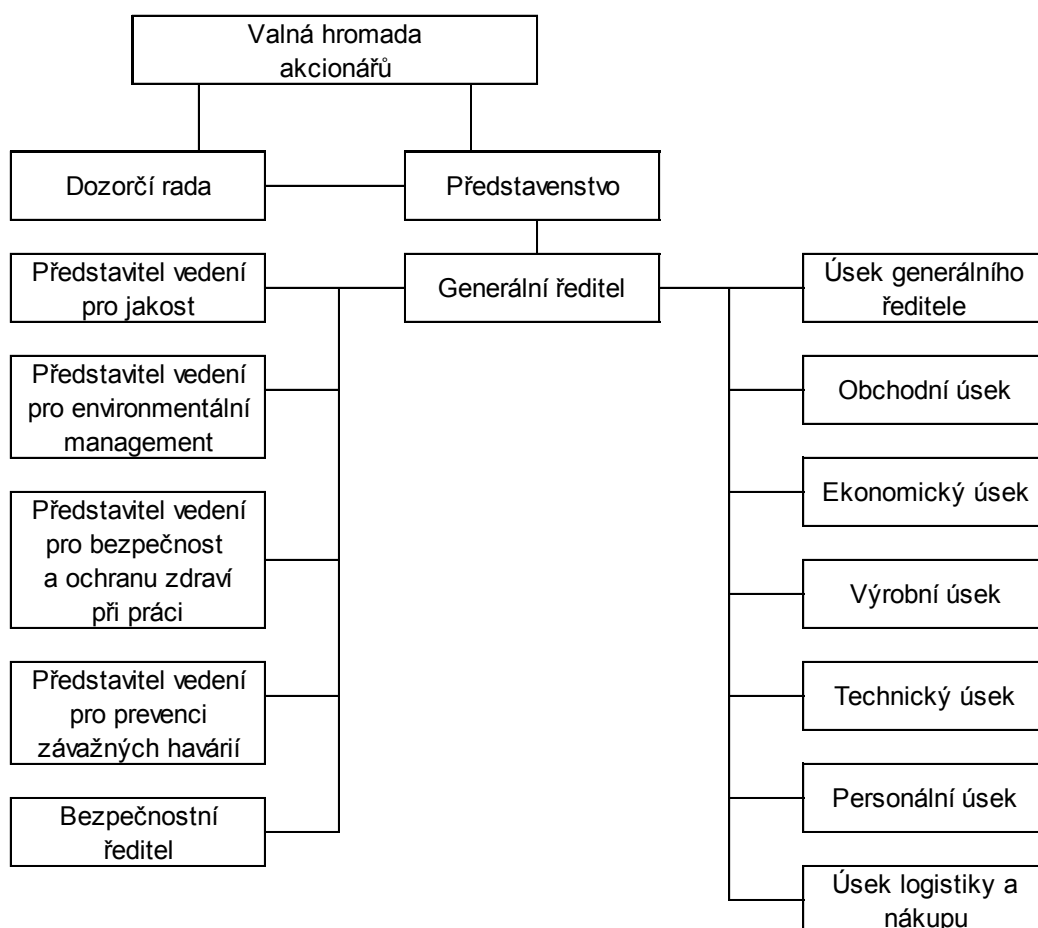 Valná hromada
akcionářů
Dozorčí rada
Představenstvo
Představitel vedení
pro jakost
Generální ředitel
Úsek generálního
ředitele
Představitel vedení
pro environmentální
management
Obchodní úsek
Ekonomický úsek
Představitel vedení
pro bezpečnost
a ochranu zdraví
při práci
Výrobní úsek
Představitel vedení
pro prevenci
závažných havárií
Technický úsek
Personální úsek
Bezpečnostní
ředitel
Úsek logistiky a
nákupu